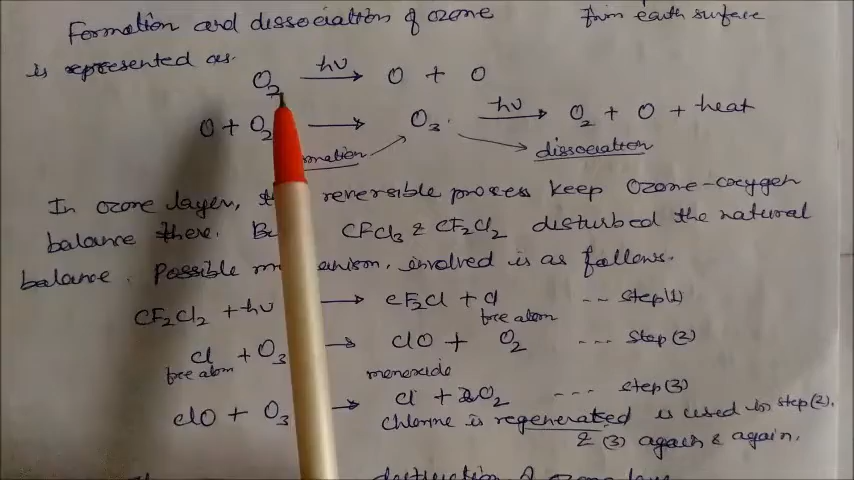 Formation and dissociation of ozone from earth surface
is represented as.
O2 hν → O + O
O + O2 → O3 hν → O2 + O + heat
dissociation
In ozone layer, reversible process keep Ozone-oxygen
balance there. CFCl3 & CF2Cl2 disturbed the natural
balance. Possible involved is as follows.
CF2Cl2 + hν → CF2Cl + Cl -- Step(1)
free atom
Cl + O3 → ClO + O2 --- Step(2)
free atom monoxide
ClO + O3 → Cl + 2O2 --- Step(3)
chlorine is regenerated is used in step(2).
& (3) again & again.